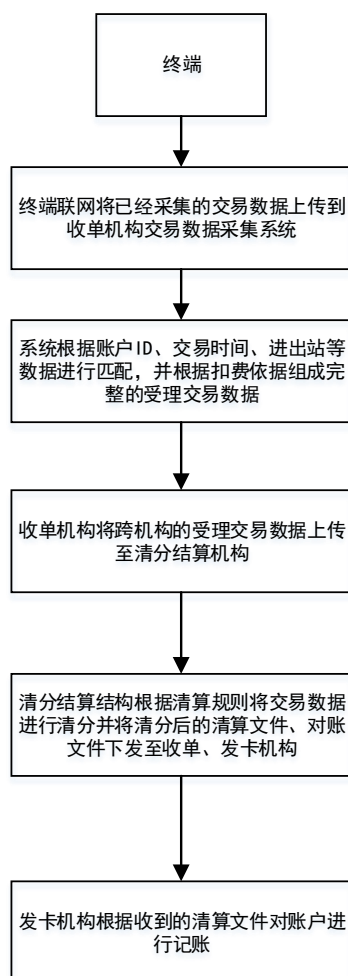 终端
终端联网将已经采集的交易数据上传到
收单机构交易数据采集系统
系统根据账户ID、交易时间、进出站等
数据进行匹配，并根据扣费依据组成完
整的受理交易数据
收单机构将跨机构的受理交易数据上传
至清分结算机构
清分结算结构根据清算规则将交易数据
进行清分并将清分后的清算文件、对账
文件下发至收单、发卡机构
发卡机构根据收到的清算文件对账户进
行记账